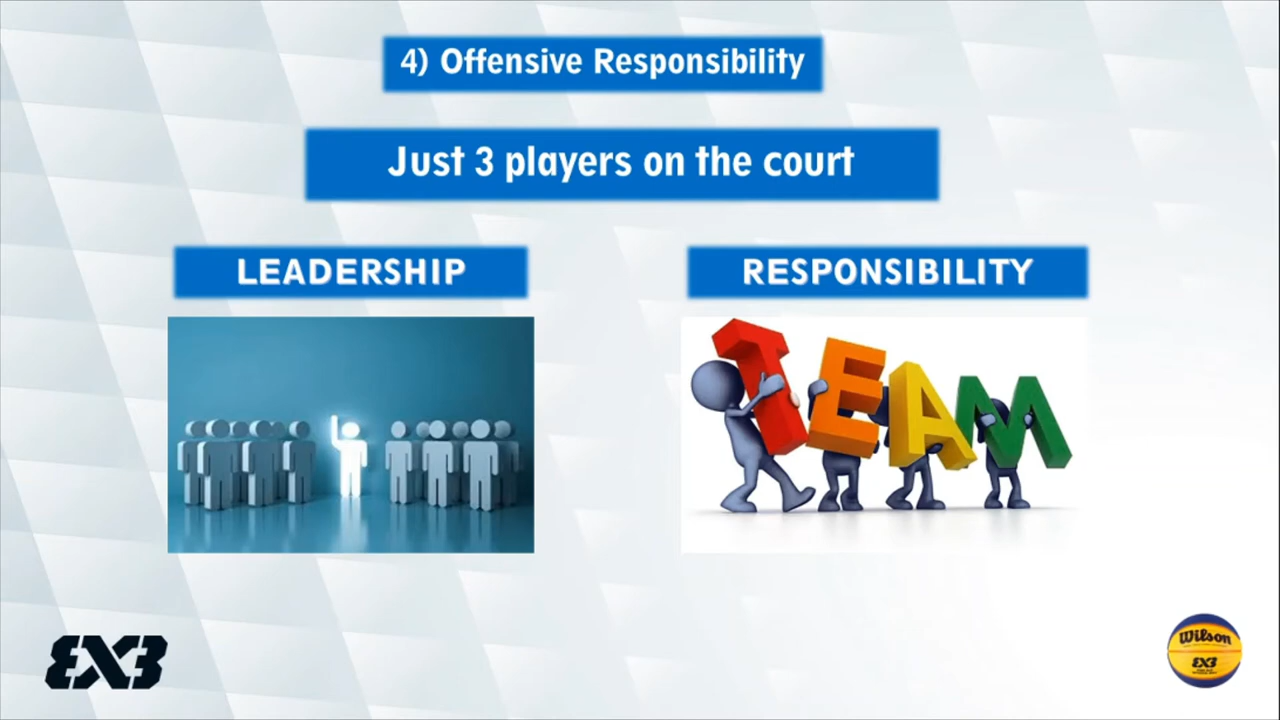 4) Offensive Responsibility
Just 3 players on the court
LEADERSHIP
RESPONSIBILITY
TEAM
3X3
Wilson
3X3